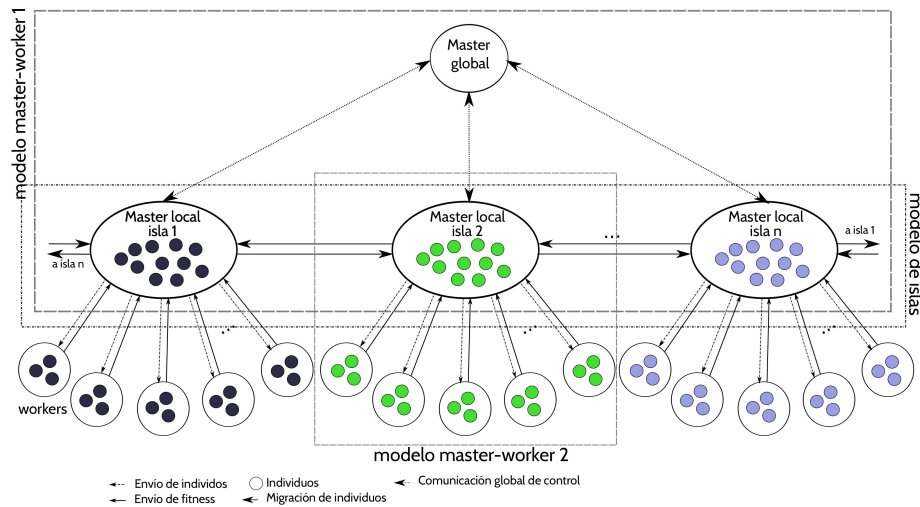 modelo master-worker 1
Master
global
Master local
isla 1
Master local
isla 2
Master local
isla n
...
a isla n
a isla 1
modelo de islas
...
...
...
workers
modelo master-worker 2
Envío de individos
Individuos
Comunicación global de control
Envío de fitness
Migración de individuos